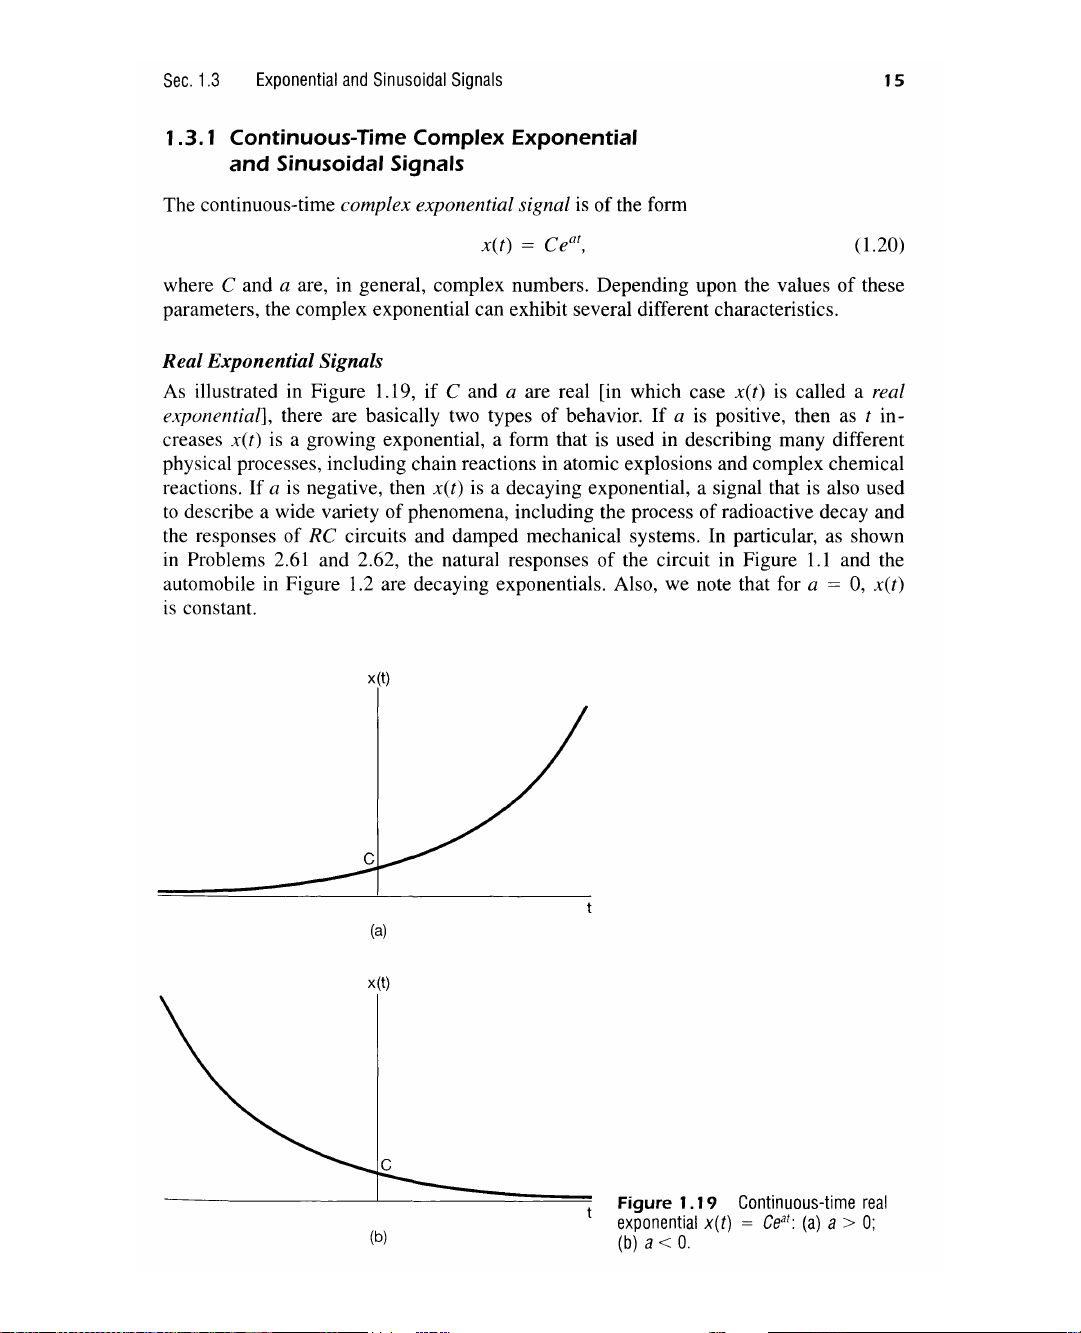 Sec. 1.3 Exponential and Sinusoidal Signals 15
1.3.1 Continuous-Time Complex Exponential
and Sinusoidal Signals
The continuous-time complex exponential signal is of the form
x(t) = Ce^{at}, (1.20)
where C and a are, in general, complex numbers. Depending upon the values of these
parameters, the complex exponential can exhibit several different characteristics.
Real Exponential Signals
As illustrated in Figure 1.19, if C and a are real [in which case x(t) is called a real
exponential], there are basically two types of behavior. If a is positive, then as t in-
creases x(t) is a growing exponential, a form that is used in describing many different
physical processes, including chain reactions in atomic explosions and complex chemical
reactions. If a is negative, then x(t) is a decaying exponential, a signal that is also used
to describe a wide variety of phenomena, including the process of radioactive decay and
the responses of RC circuits and damped mechanical systems. In particular, as shown
in Problems 2.61 and 2.62, the natural responses of the circuit in Figure 1.1 and the
automobile in Figure 1.2 are decaying exponentials. Also, we note that for a = 0, x(t)
is constant.
x(t)
C
t
(a)
x(t)
C
t
(b)
Figure 1.19 Continuous-time real
exponential x(t) = Ce^{at}: (a) a > 0;
(b) a < 0.